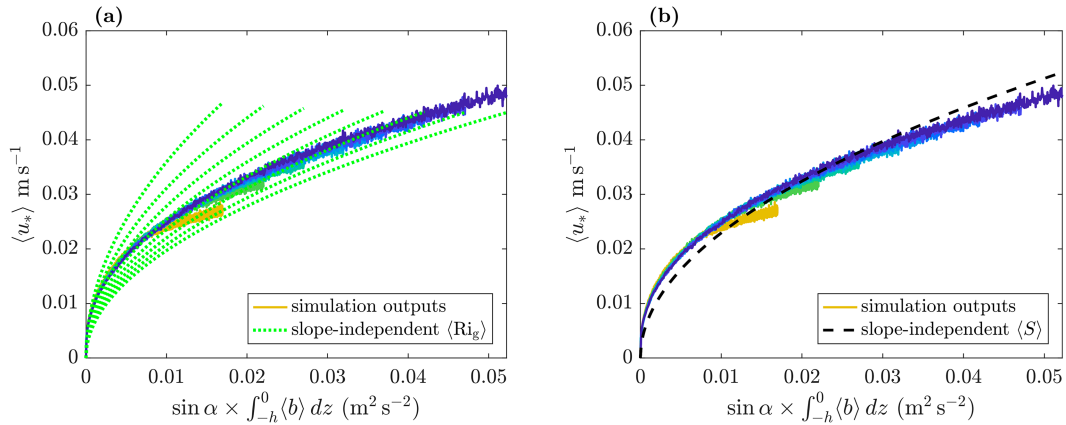 (a)
0.06
0.05
0.04
0.03
0.02
0.01
0
⟨u*⟩ m s⁻¹
simulation outputs
slope-independent ⟨Ri_g⟩
0 0.01 0.02 0.03 0.04 0.05
sin α × ∫_{-h}^{0} ⟨b⟩ dz (m² s⁻²)
(b)
0.06
0.05
0.04
0.03
0.02
0.01
0
⟨u*⟩ m s⁻¹
simulation outputs
slope-independent ⟨S⟩
0 0.01 0.02 0.03 0.04 0.05
sin α × ∫_{-h}^{0} ⟨b⟩ dz (m² s⁻²)